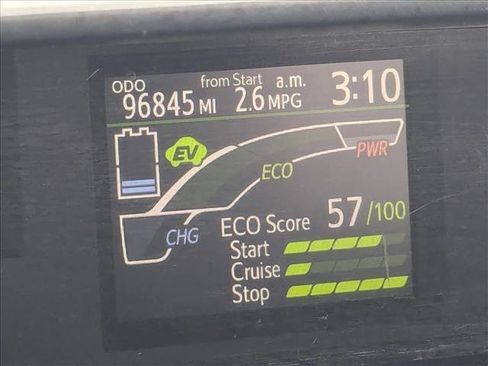 ODO from Start a.m.
96845 MI 2.6 MPG 3:10
EV
ECO
PWR
CHG
ECO Score 57/100
Start
Cruise
Stop